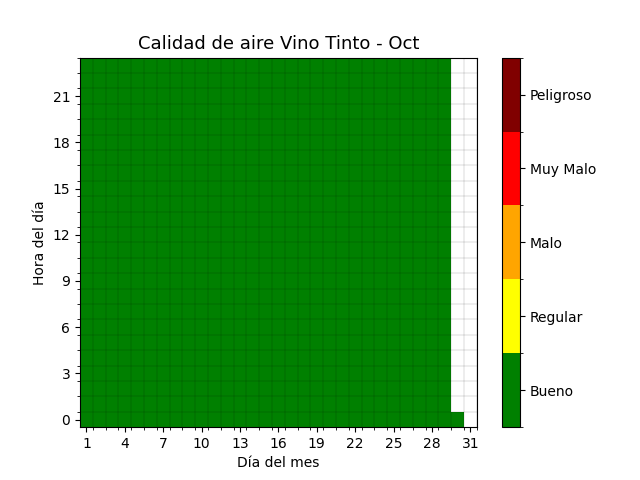 Calidad de aire Vino Tinto - Oct
Hora del día
21
18
15
12
9
6
3
0
1 4 7 10 13 16 19 22 25 28 31
Día del mes
Peligroso
Muy Malo
Malo
Regular
Bueno